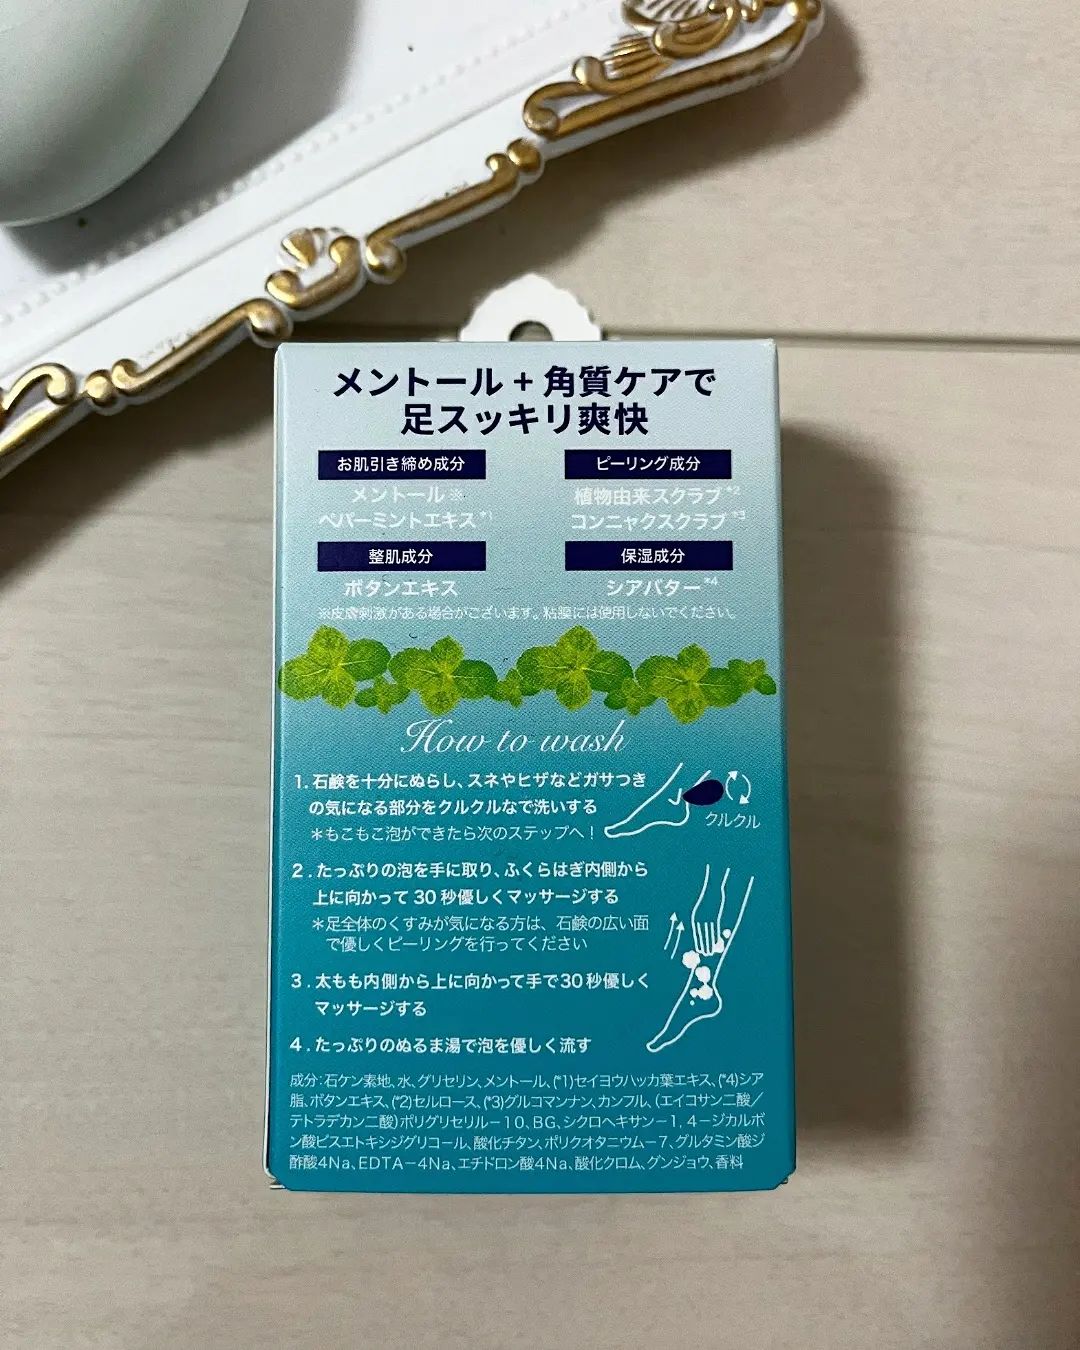 メントール + 角質ケアで
足スッキリ爽快
お肌引き締め成分
メントール※
ペパーミントエキス*1
ピーリング成分
植物由来スクラブ*2
コンニャクスクラブ*3
整肌成分
ボタンエキス
保湿成分
シアバター*4
※皮膚刺激がある場合がございます。粘膜には使用しないでください。
How to wash
1. 石鹸を十分にぬらし、スネやヒザなどガサつき
の気になる部分をクルクルなで洗いする
＊もこもこ泡ができたら次のステップへ！
クルクル
2. たっぷりの泡を手に取り、ふくらはぎ内側から
上に向かって 30 秒優しくマッサージする
＊足全体のくすみが気になる方は、石鹸の広い面
で優しくピーリングを行ってください
3. 太もも内側から上に向かって手で30秒優しく
マッサージする
4. たっぷりのぬるま湯で泡を優しく流す
成分：石ケン素地、水、グリセリン、メントール、(*1)セイヨウハッカ葉エキス、(*4)シア
脂、ボタンエキス、(*2)セルロース、(*3)グルコマンナン、カンフル、（エイコサン二酸／
テトラデカン二酸）ポリグリセリル－10、BG、シクロヘキサン－1，4－ジカルボ
ン酸ビスエトキシジグリコール、酸化チタン、ポリクオタニウム－7、グルタミン酸ジ
酢酸4Na、EDTA－4Na、エチドロン酸4Na、酸化クロム、グンジョウ、香料